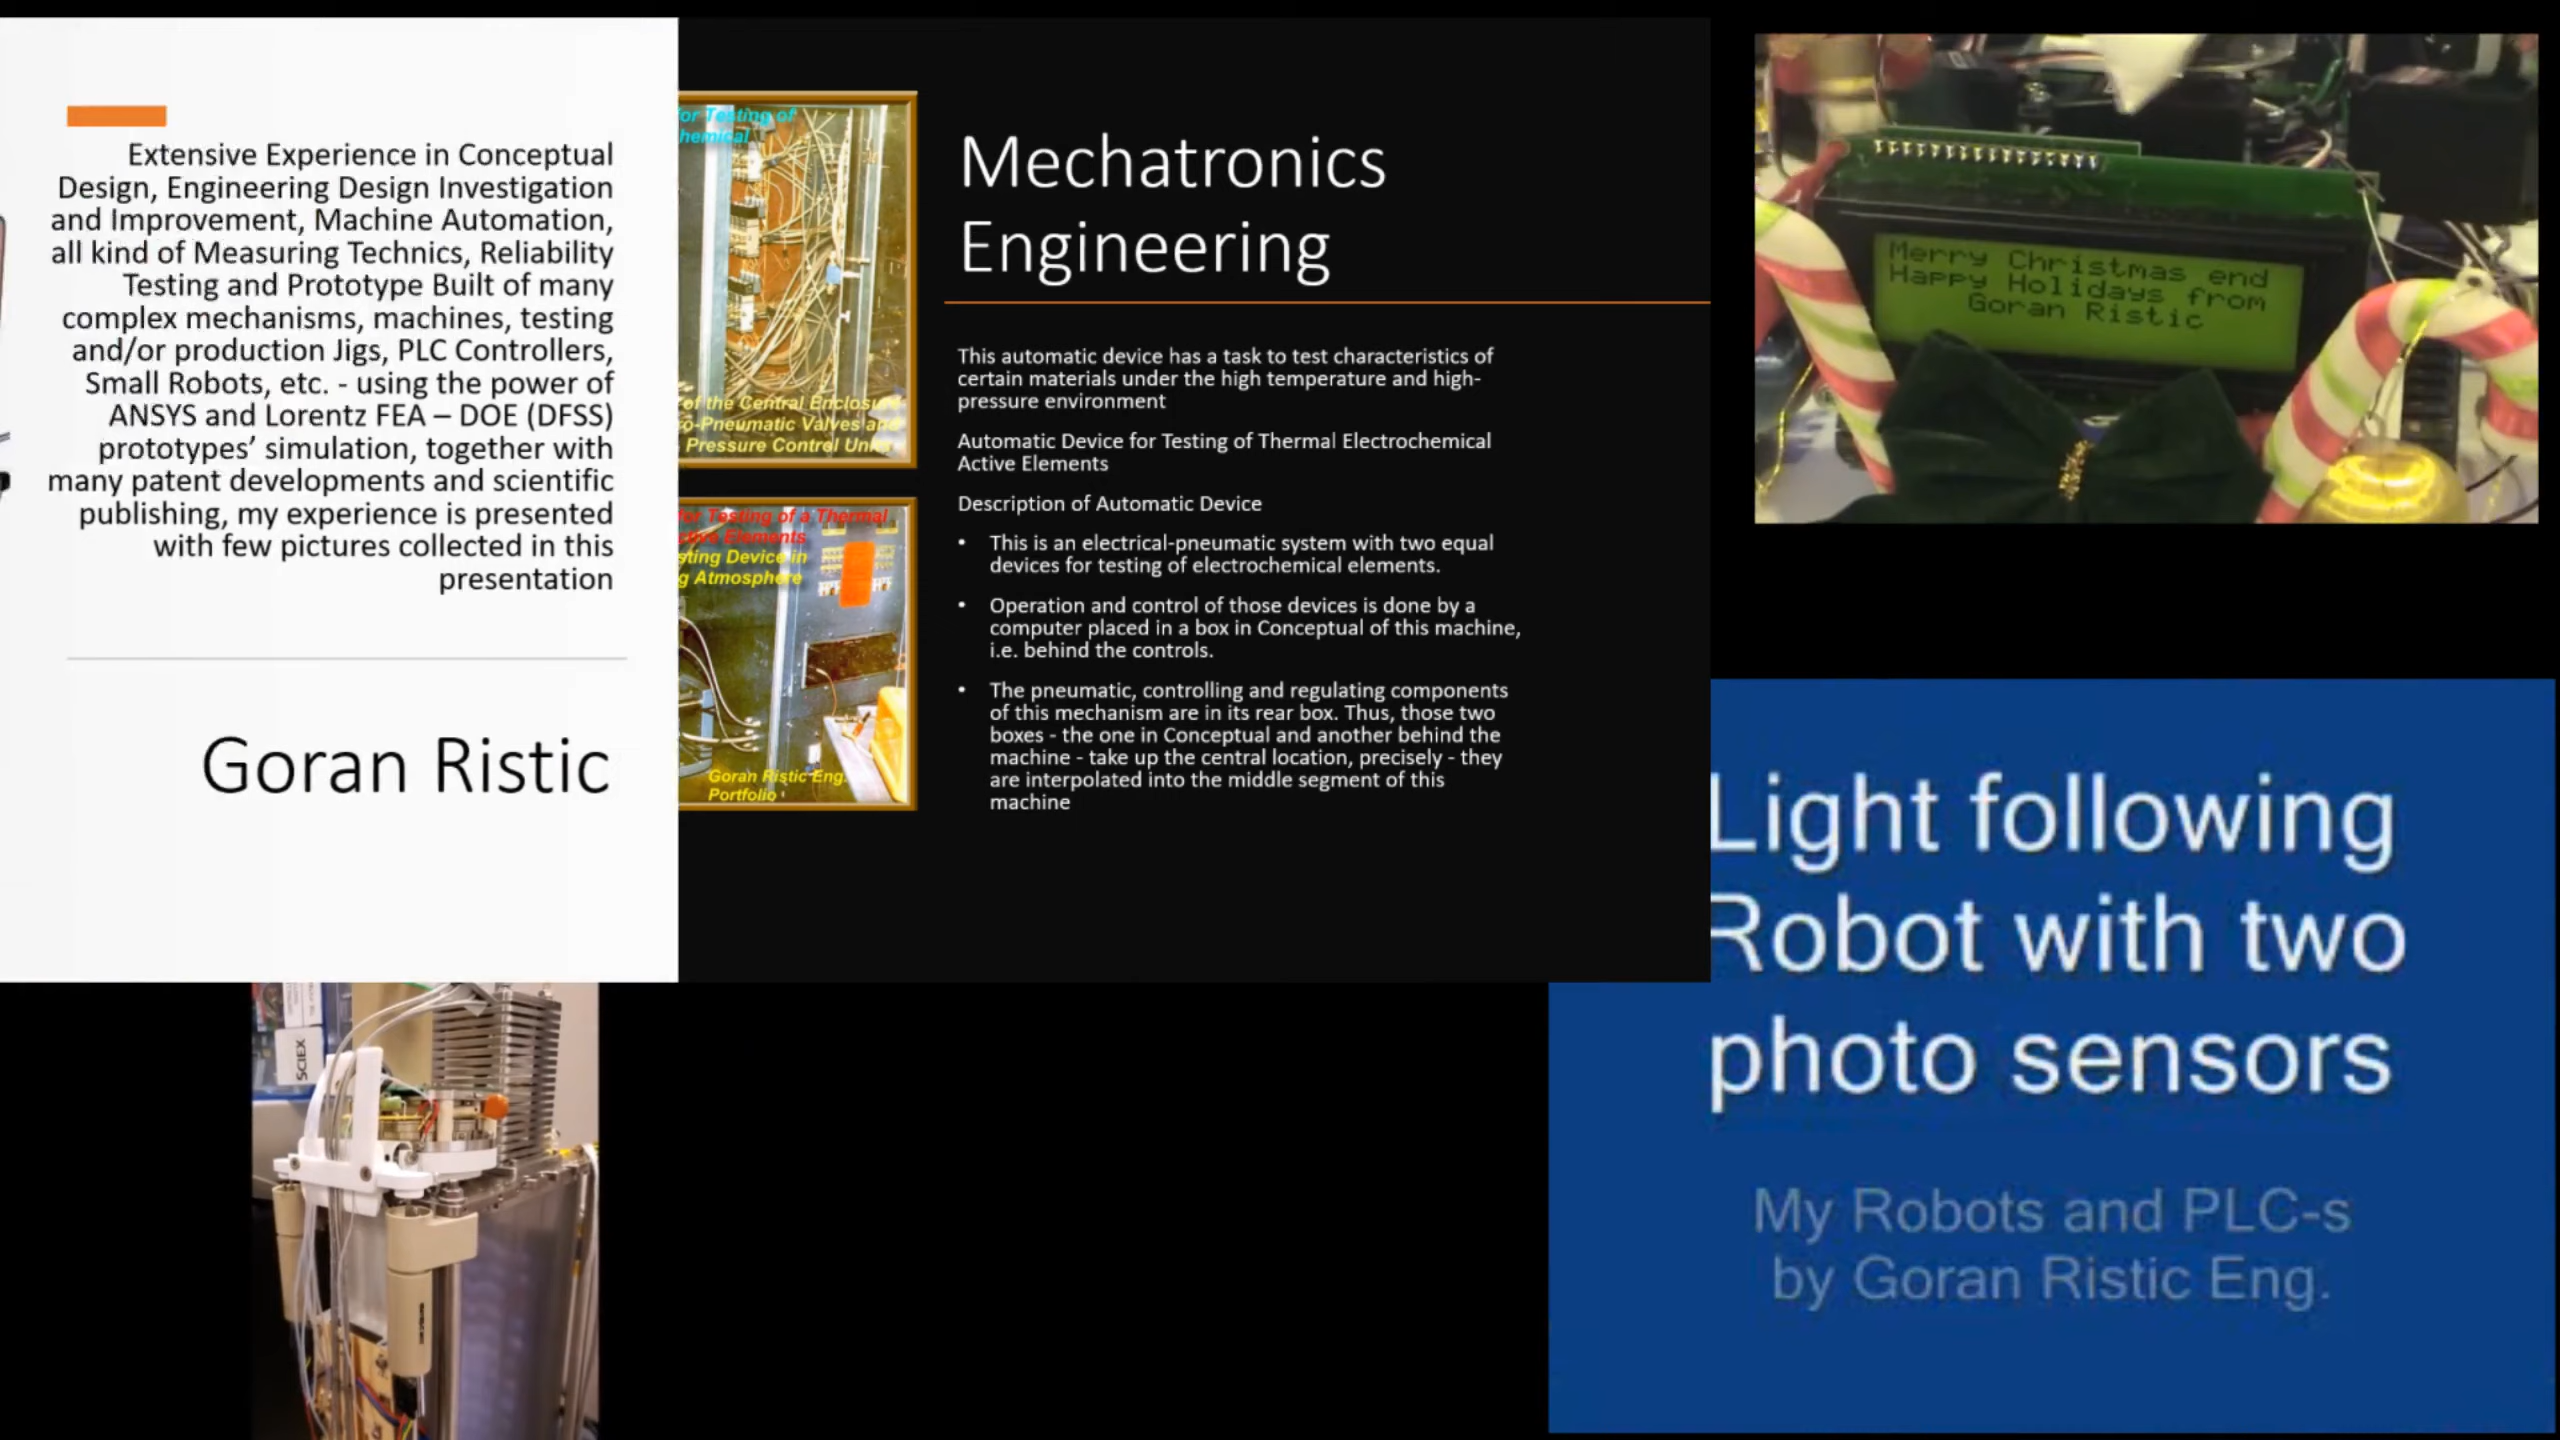 Extensive Experience in Conceptual
Design, Engineering Design Investigation
and Improvement, Machine Automation,
all kind of Measuring Technics, Reliability
Testing and Prototype Built of many
complex mechanisms, machines, testing
and/or production Jigs, PLC Controllers,
Small Robots, etc. - using the power of
ANSYS and Lorentz FEA – DOE (DFSS)
prototypes’ simulation, together with
many patent developments and scientific
publishing, my experience is presented
with few pictures collected in this
presentation
Goran Ristic
for Testing of
hemical
of the Central Enclosure
o-Pneumatic Valves and
Pressure Control Units
for Testing of a Thermal
ctive Elements
sting Device in
g Atmosphere
Goran Ristic Eng.
Portfolio
Mechatronics
Engineering
This automatic device has a task to test characteristics of
certain materials under the high temperature and high-
pressure environment
Automatic Device for Testing of Thermal Electrochemical
Active Elements
Description of Automatic Device
• This is an electrical-pneumatic system with two equal
devices for testing of electrochemical elements.
• Operation and control of those devices is done by a
computer placed in a box in Conceptual of this machine,
i.e. behind the controls.
• The pneumatic, controlling and regulating components
of this mechanism are in its rear box. Thus, those two
boxes - the one in Conceptual and another behind the
machine - take up the central location, precisely - they
are interpolated into the middle segment of this
machine
Merry Christmas end
Happy Holidays from
Goran Ristic
Light following
Robot with two
photo sensors
My Robots and PLC-s
by Goran Ristic Eng.
SCIEX